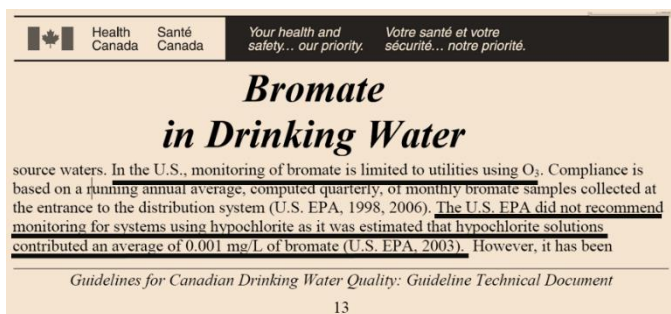 Health Canada Santé Canada Your health and safety... our priority. Votre santé et votre sécurité... notre priorité.
Bromate
in Drinking Water
source waters. In the U.S., monitoring of bromate is limited to utilities using O₃. Compliance is
based on a running annual average, computed quarterly, of monthly bromate samples collected at
the entrance to the distribution system (U.S. EPA, 1998, 2006). The U.S. EPA did not recommend
monitoring for systems using hypochlorite as it was estimated that hypochlorite solutions
contributed an average of 0.001 mg/L of bromate (U.S. EPA, 2003). However, it has been
Guidelines for Canadian Drinking Water Quality: Guideline Technical Document
13